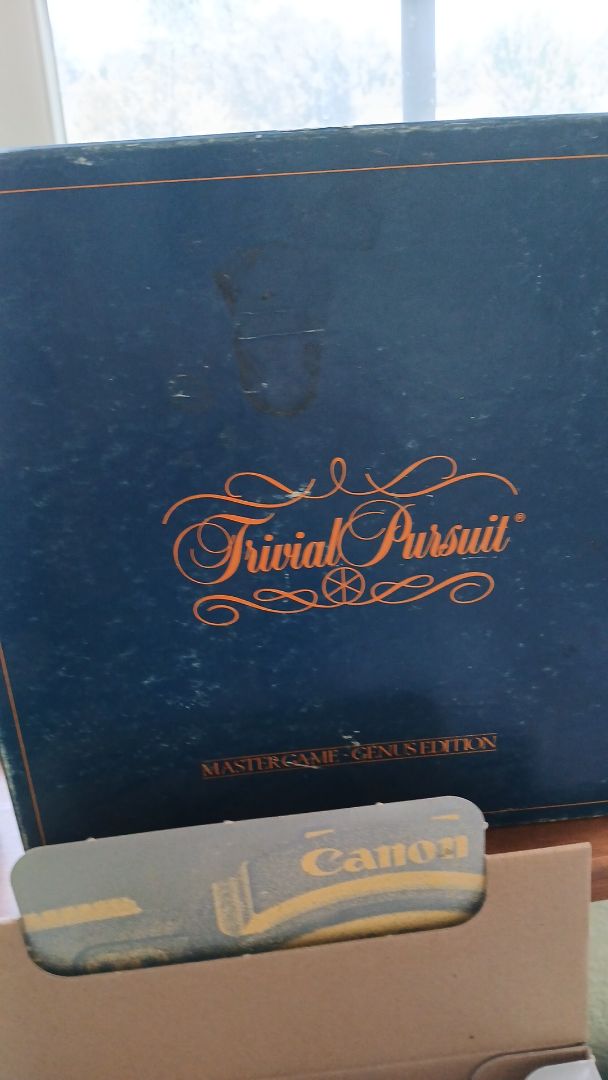 Trivial Pursuit®
MASTER GAME - GENUS EDITION
Canon